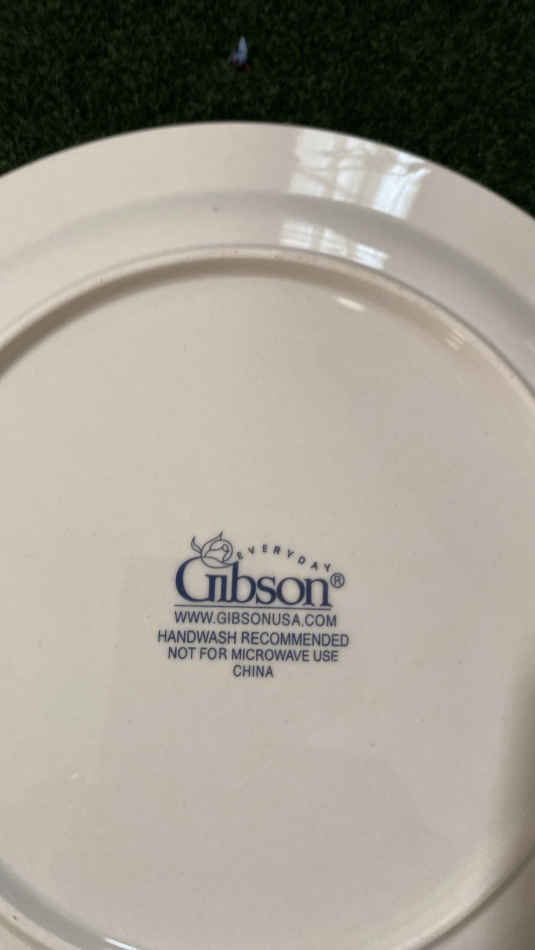 EVERYDAY
Gibson®
WWW.GIBSONUSA.COM
HANDWASH RECOMMENDED
NOT FOR MICROWAVE USE
CHINA